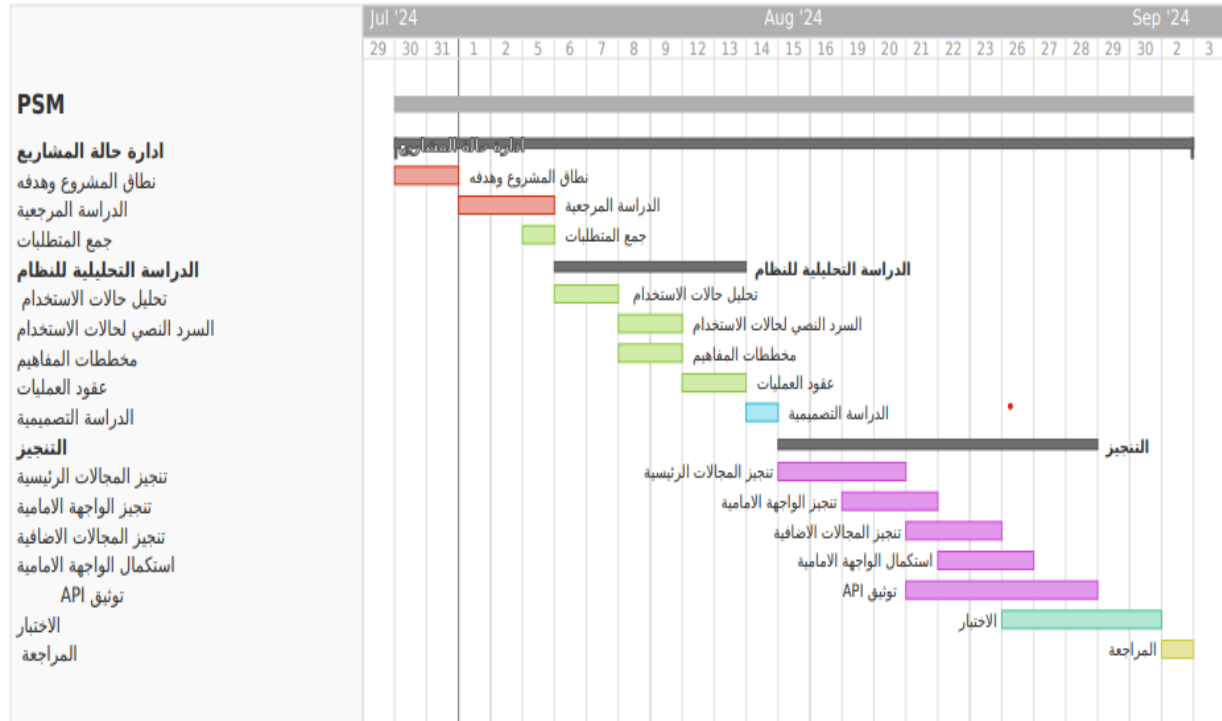 Jul '24 Aug '24 Sep '24
29 30 31 1 2 5 6 7 8 9 12 13 14 15 16 19 20 21 22 23 26 27 28 29 30 2 3
PSM
ادارة حالة المشاريع ادارة حالة المشاريع
نطاق المشروع وهدفه نطاق المشروع وهدفه
الدراسة المرجعية الدراسة المرجعية
جمع المتطلبات جمع المتطلبات
الدراسة التحليلية للنظام الدراسة التحليلية للنظام
تحليل حالات الاستخدام تحليل حالات الاستخدام
السرد النصي لحالات الاستخدام السرد النصي لحالات الاستخدام
مخططات المفاهيم مخططات المفاهيم
عقود العمليات عقود العمليات
الدراسة التصميمية الدراسة التصميمية
التنجيز التنجيز
تنجيز المجالات الرئيسية تنجيز المجالات الرئيسية
تنجيز الواجهة الامامية تنجيز الواجهة الامامية
تنجيز المجالات الاضافية تنجيز المجالات الاضافية
استكمال الواجهة الامامية استكمال الواجهة الامامية
توثيق API توثيق API
الاختبار الاختبار
المراجعة المراجعة